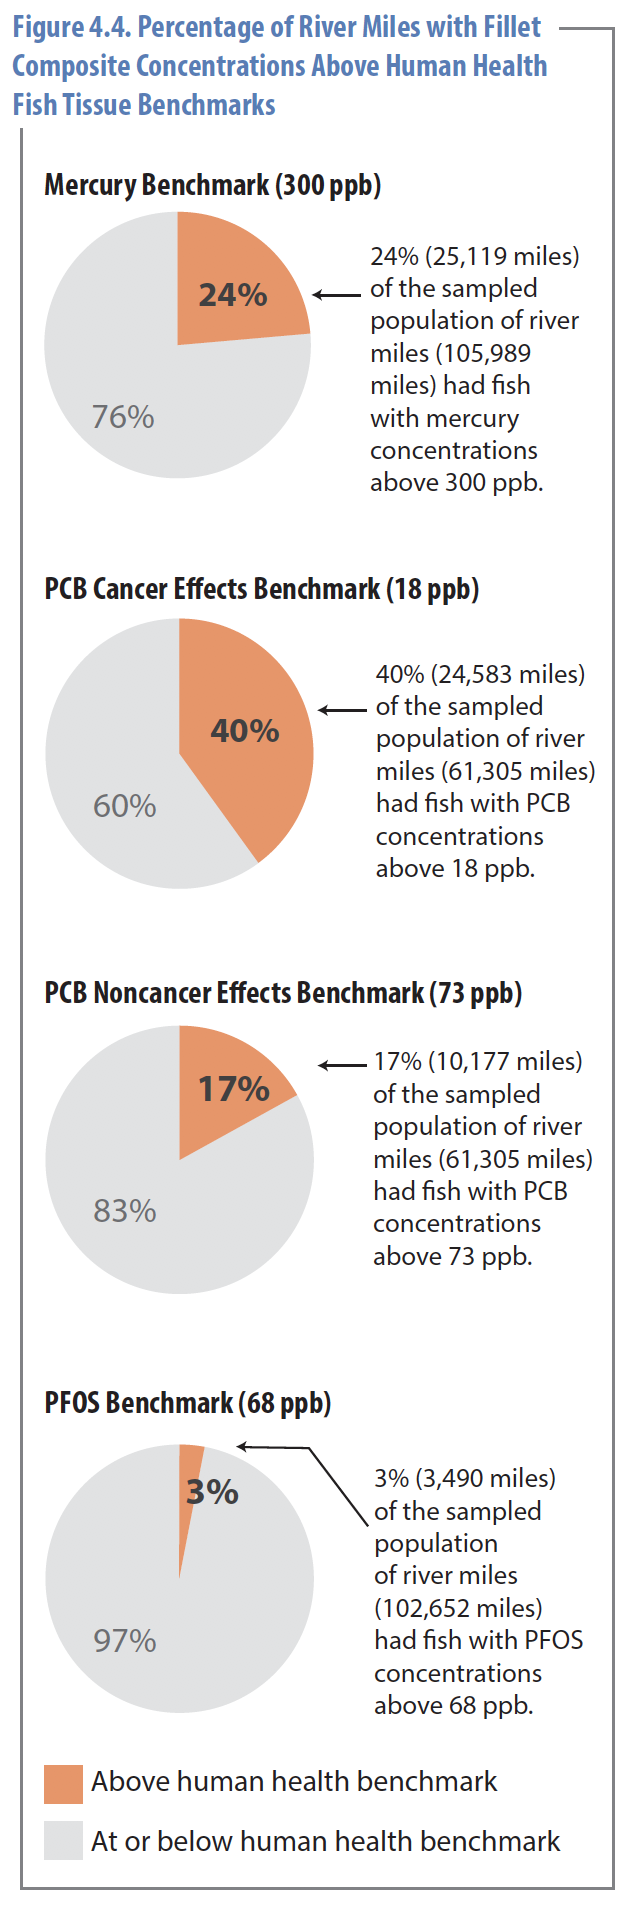 Figure 4.4. Percentage of River Miles with Fillet
Composite Concentrations Above Human Health
Fish Tissue Benchmarks
Mercury Benchmark (300 ppb)
24%
76%
24% (25,119 miles)
of the sampled
population of river
miles (105,989
miles) had fish
with mercury
concentrations
above 300 ppb.
PCB Cancer Effects Benchmark (18 ppb)
40%
60%
40% (24,583 miles)
of the sampled
population of river
miles (61,305 miles)
had fish with PCB
concentrations
above 18 ppb.
PCB Noncancer Effects Benchmark (73 ppb)
17%
83%
17% (10,177 miles)
of the sampled
population of river
miles (61,305 miles)
had fish with PCB
concentrations
above 73 ppb.
PFOS Benchmark (68 ppb)
3%
97%
3% (3,490 miles)
of the sampled
population
of river miles
(102,652 miles)
had fish with PFOS
concentrations
above 68 ppb.
Above human health benchmark
At or below human health benchmark